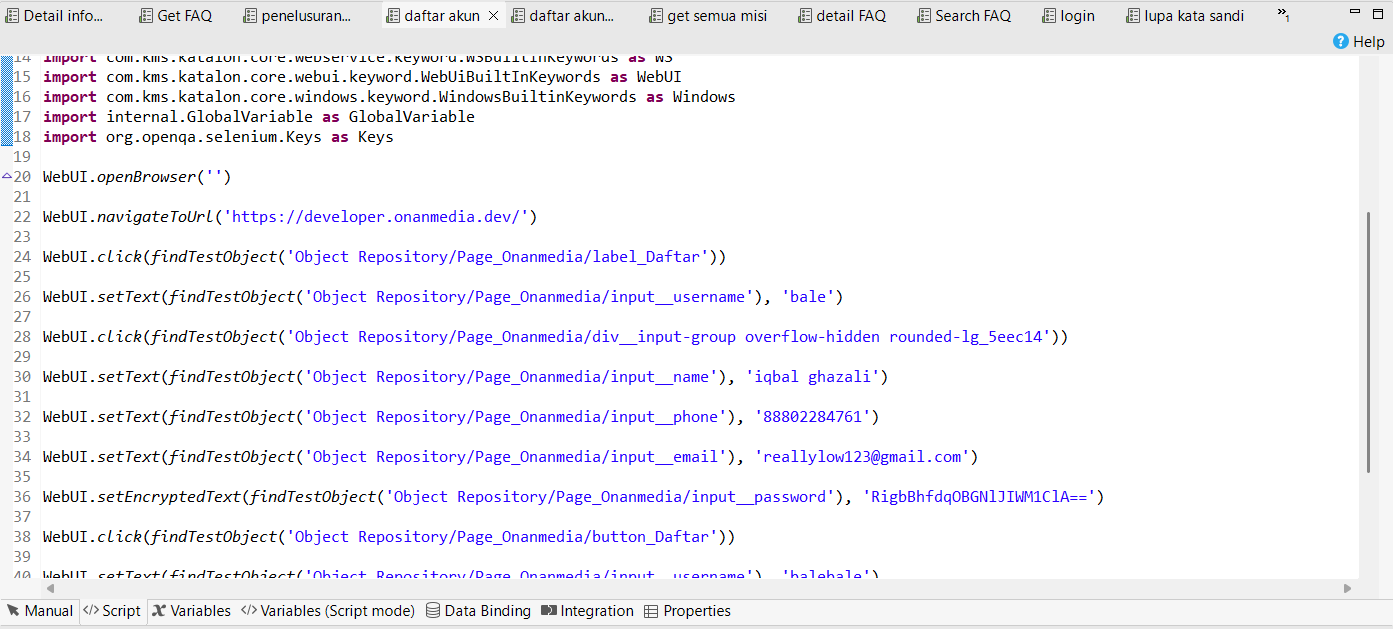 Detail info... Get FAQ penelusuran... daftar akun daftar akun... get semua misi detail FAQ Search FAQ login lupa kata sandi »1
Help
14 import com.kms.katalon.core.webservice.keyword.WSBuiltInKeywords as WS
15 import com.kms.katalon.core.webui.keyword.WebUiBuiltInKeywords as WebUI
16 import com.kms.katalon.core.windows.keyword.WindowsBuiltinKeywords as Windows
17 import internal.GlobalVariable as GlobalVariable
18 import org.openqa.selenium.Keys as Keys
19
20 WebUI.openBrowser('')
21
22 WebUI.navigateToUrl('https://developer.onanmedia.dev/')
23
24 WebUI.click(findTestObject('Object Repository/Page_Onanmedia/label_Daftar'))
25
26 WebUI.setText(findTestObject('Object Repository/Page_Onanmedia/input__username'), 'bale')
27
28 WebUI.click(findTestObject('Object Repository/Page_Onanmedia/div__input-group overflow-hidden rounded-lg_5eec14'))
29
30 WebUI.setText(findTestObject('Object Repository/Page_Onanmedia/input__name'), 'iqbal ghazali')
31
32 WebUI.setText(findTestObject('Object Repository/Page_Onanmedia/input__phone'), '88802284761')
33
34 WebUI.setText(findTestObject('Object Repository/Page_Onanmedia/input__email'), 'reallylow123@gmail.com')
35
36 WebUI.setEncryptedText(findTestObject('Object Repository/Page_Onanmedia/input__password'), 'RigbBhfdqOBGNlJIWM1ClA==')
37
38 WebUI.click(findTestObject('Object Repository/Page_Onanmedia/button_Daftar'))
39
40 WebUI.setText(findTestObject('Object Repository/Page_Onanmedia/input__username'), 'balebale')
Manual Script Variables Variables (Script mode) Data Binding Integration Properties